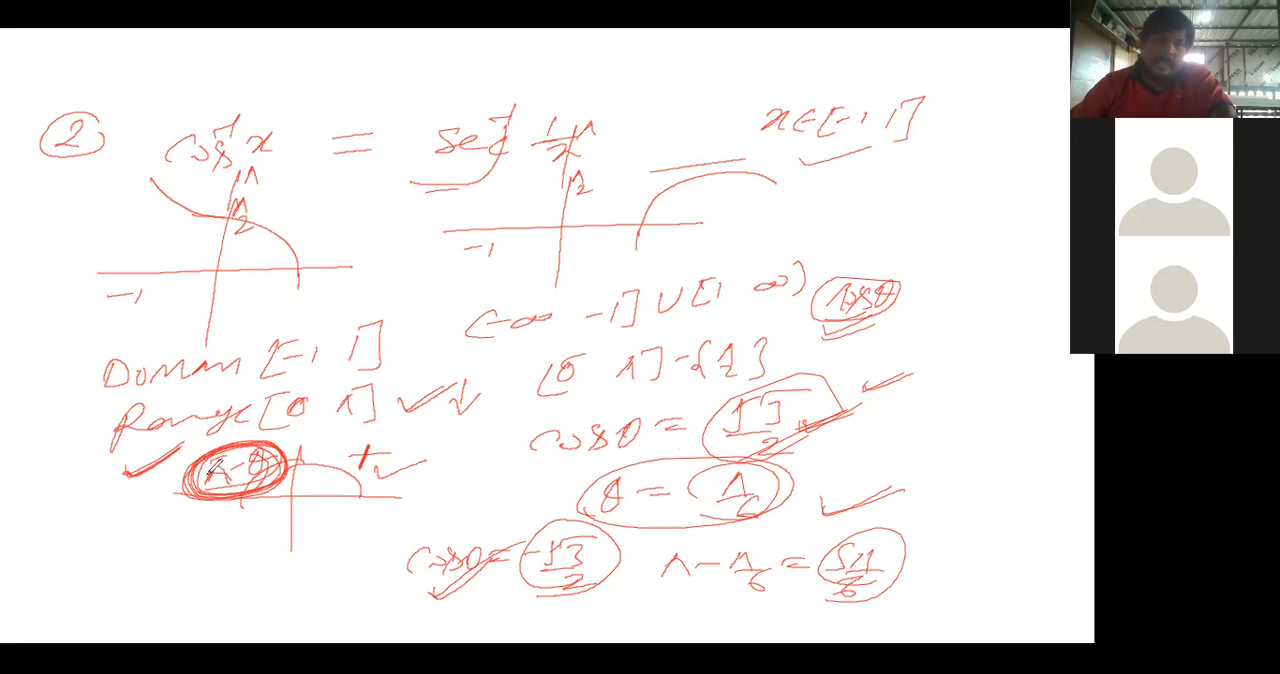 ② cos⁻¹x = sec⁻¹ 1/x x∈[-1 1]
π π
π/2 π/2
-1 -1
(-∞ -1] ∪ [1 ∞)
Domain [-1 1]
[0 π] - {π/2}
Range [0 π]
cosθ = √3/2
π-θ +
θ = π/6
cosθ = -√3/2 π - π/6 = 5π/6